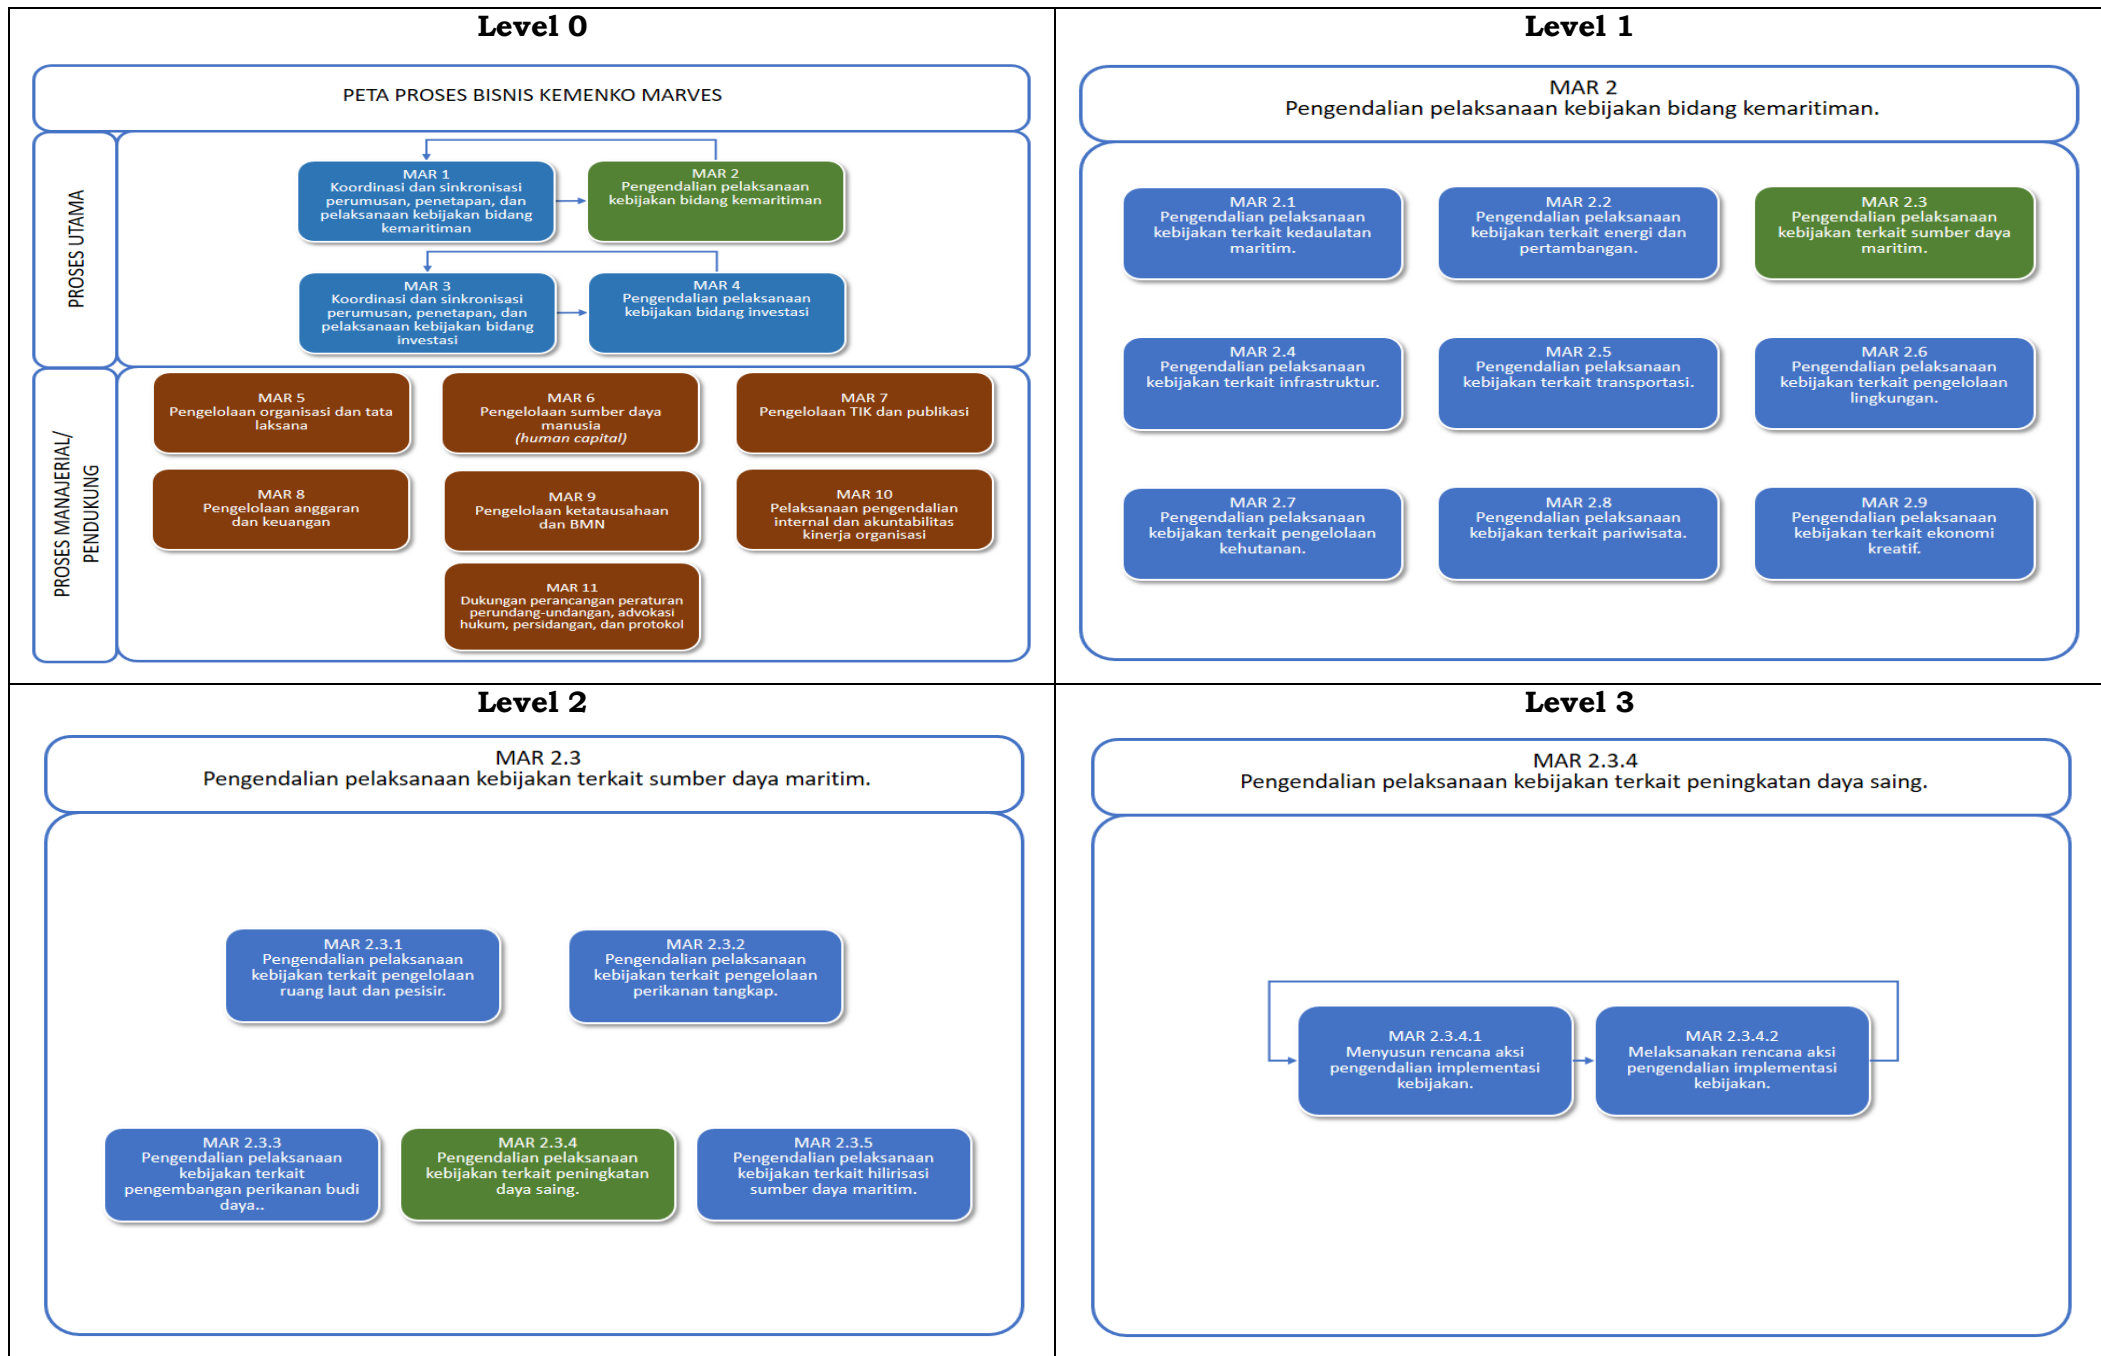 Level 0
PETA PROSES BISNIS KEMENKO MARVES
PROSES UTAMA
MAR 1
Koordinasi dan sinkronisasi
perumusan, penetapan, dan
pelaksanaan kebijakan bidang
kemaritiman
MAR 2
Pengendalian pelaksanaan
kebijakan bidang kemaritiman
MAR 3
Koordinasi dan sinkronisasi
perumusan, penetapan, dan
pelaksanaan kebijakan bidang
investasi
MAR 4
Pengendalian pelaksanaan
kebijakan bidang investasi
PROSES MANAJERIAL/
PENDUKUNG
MAR 5
Pengelolaan organisasi dan tata
laksana
MAR 6
Pengelolaan sumber daya
manusia
(human capital)
MAR 7
Pengelolaan TIK dan publikasi
MAR 8
Pengelolaan anggaran
dan keuangan
MAR 9
Pengelolaan ketatausahaan
dan BMN
MAR 10
Pelaksanaan pengendalian
internal dan akuntabilitas
kinerja organisasi
MAR 11
Dukungan perancangan peraturan
perundang-undangan, advokasi
hukum, persidangan, dan protokol
Level 1
MAR 2
Pengendalian pelaksanaan kebijakan bidang kemaritiman.
MAR 2.1
Pengendalian pelaksanaan
kebijakan terkait kedaulatan
maritim.
MAR 2.2
Pengendalian pelaksanaan
kebijakan terkait energi dan
pertambangan.
MAR 2.3
Pengendalian pelaksanaan
kebijakan terkait sumber daya
maritim.
MAR 2.4
Pengendalian pelaksanaan
kebijakan terkait infrastruktur.
MAR 2.5
Pengendalian pelaksanaan
kebijakan terkait transportasi.
MAR 2.6
Pengendalian pelaksanaan
kebijakan terkait pengelolaan
lingkungan.
MAR 2.7
Pengendalian pelaksanaan
kebijakan terkait pengelolaan
kehutanan.
MAR 2.8
Pengendalian pelaksanaan
kebijakan terkait pariwisata.
MAR 2.9
Pengendalian pelaksanaan
kebijakan terkait ekonomi
kreatif.
Level 2
MAR 2.3
Pengendalian pelaksanaan kebijakan terkait sumber daya maritim.
MAR 2.3.1
Pengendalian pelaksanaan
kebijakan terkait pengelolaan
ruang laut dan pesisir.
MAR 2.3.2
Pengendalian pelaksanaan
kebijakan terkait pengelolaan
perikanan tangkap.
MAR 2.3.3
Pengendalian pelaksanaan
kebijakan terkait
pengembangan perikanan budi
daya..
MAR 2.3.4
Pengendalian pelaksanaan
kebijakan terkait peningkatan
daya saing.
MAR 2.3.5
Pengendalian pelaksanaan
kebijakan terkait hilirisasi
sumber daya maritim.
Level 3
MAR 2.3.4
Pengendalian pelaksanaan kebijakan terkait peningkatan daya saing.
MAR 2.3.4.1
Menyusun rencana aksi
pengendalian implementasi
kebijakan.
MAR 2.3.4.2
Melaksanakan rencana aksi
pengendalian implementasi
kebijakan.